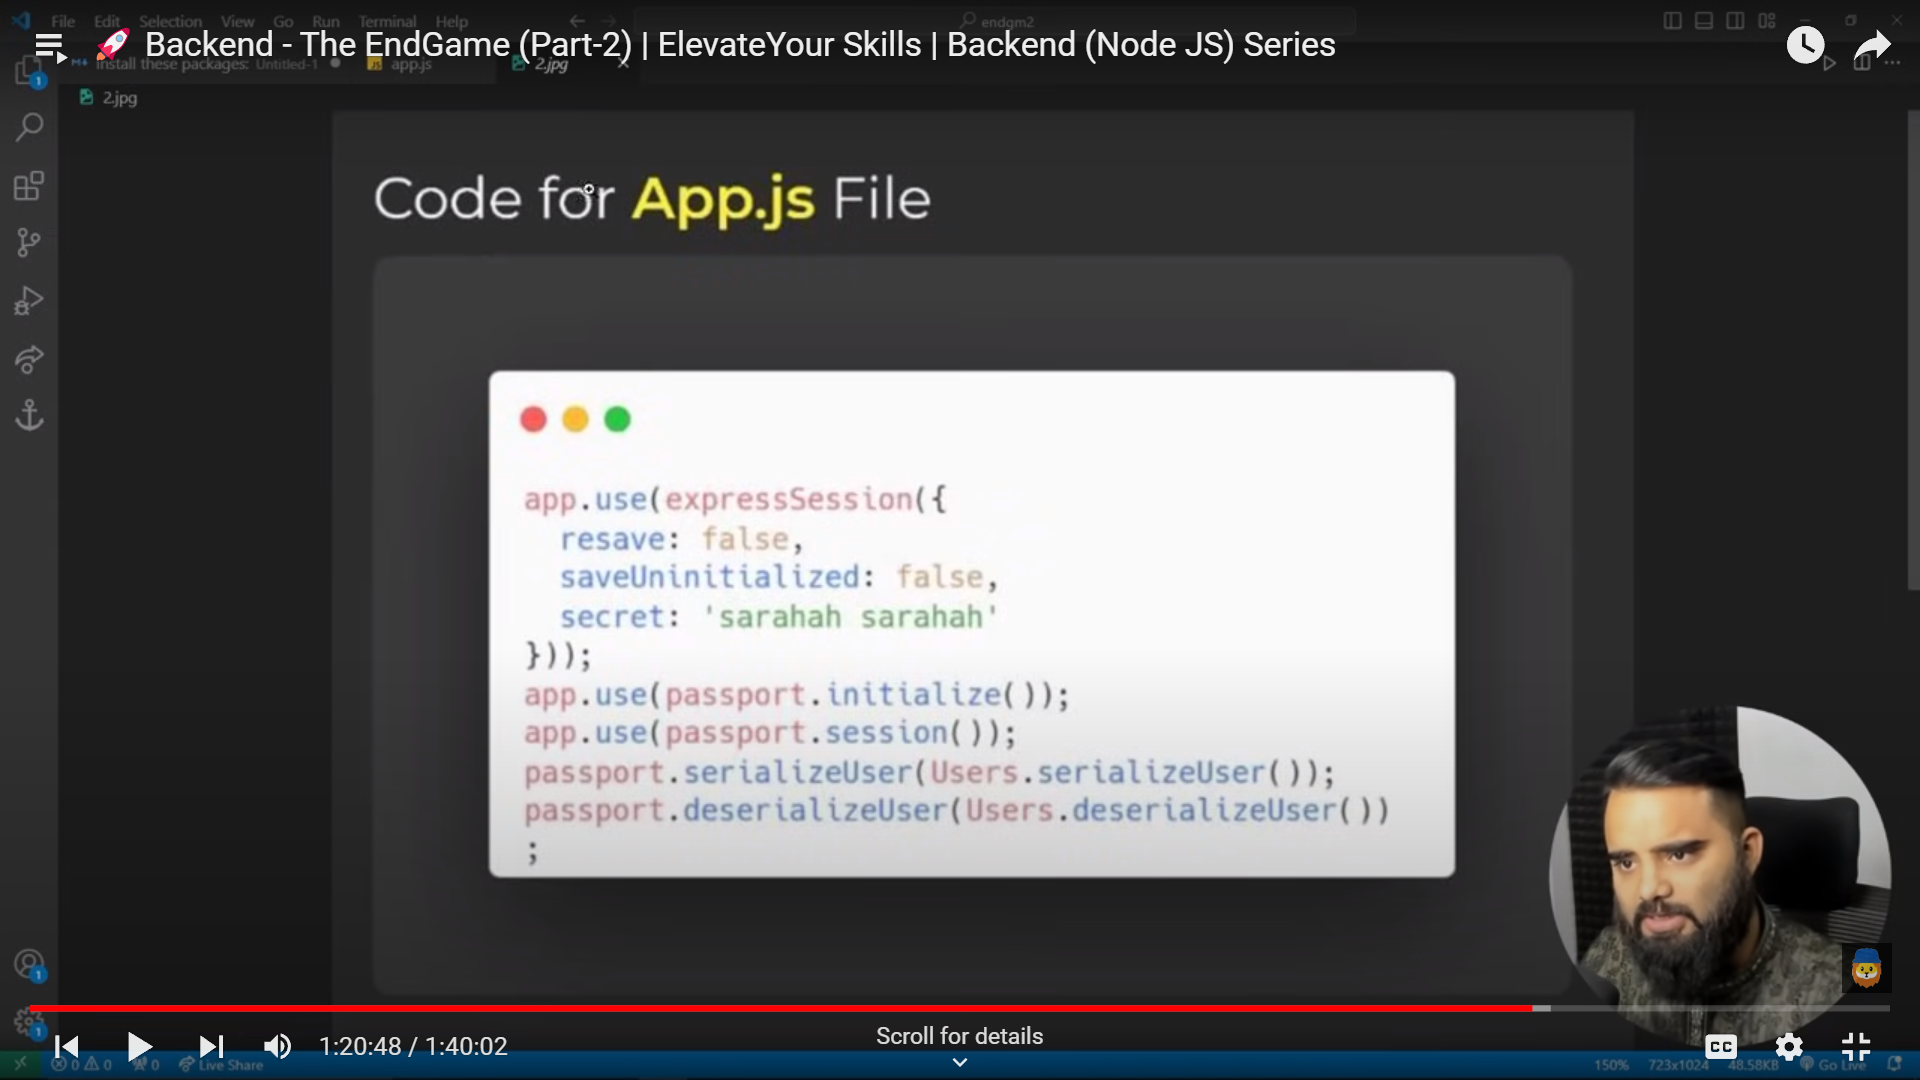 File Edit Selection View Go Run Terminal Help
endgm2
🚀 Backend - The EndGame (Part-2) | ElevateYour Skills | Backend (Node JS) Series
Install these packages: Untitled-1
app.js
2.jpg
2.jpg
Code for App.js File
app.use(expressSession({
resave: false,
saveUninitialized: false,
secret: 'sarahah sarahah'
}));
app.use(passport.initialize());
app.use(passport.session());
passport.serializeUser(Users.serializeUser());
passport.deserializeUser(Users.deserializeUser())
;
1
1
1
1:20:48 / 1:40:02
Scroll for details
CC
0 0 0 Live Share
150% 723x1024 48.58KB Go Live